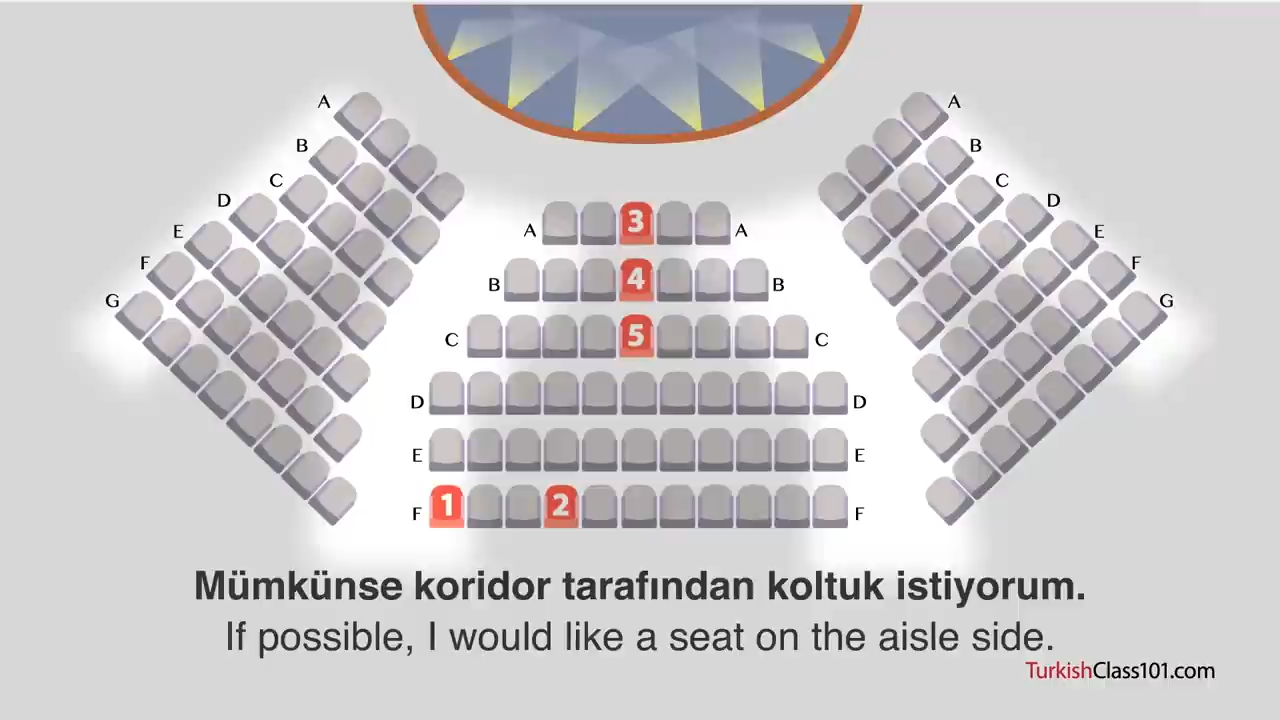 A
B
C
D
E
F
G
A
B
C
D
E
F
G
A 3 A
B 4 B
C 5 C
D D
E E
F 1 2 F
Mümkünse koridor tarafından koltuk istiyorum.
If possible, I would like a seat on the aisle side.
TurkishClass101.com